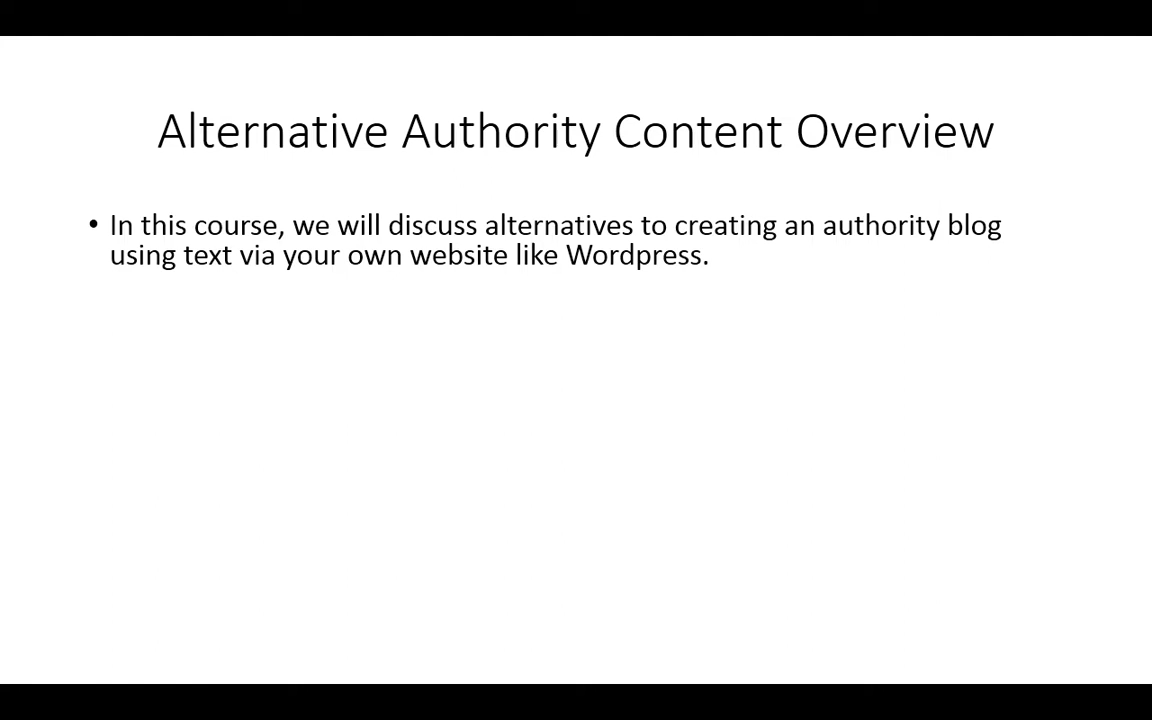 Alternative Authority Content Overview
• In this course, we will discuss alternatives to creating an authority blog
using text via your own website like Wordpress.